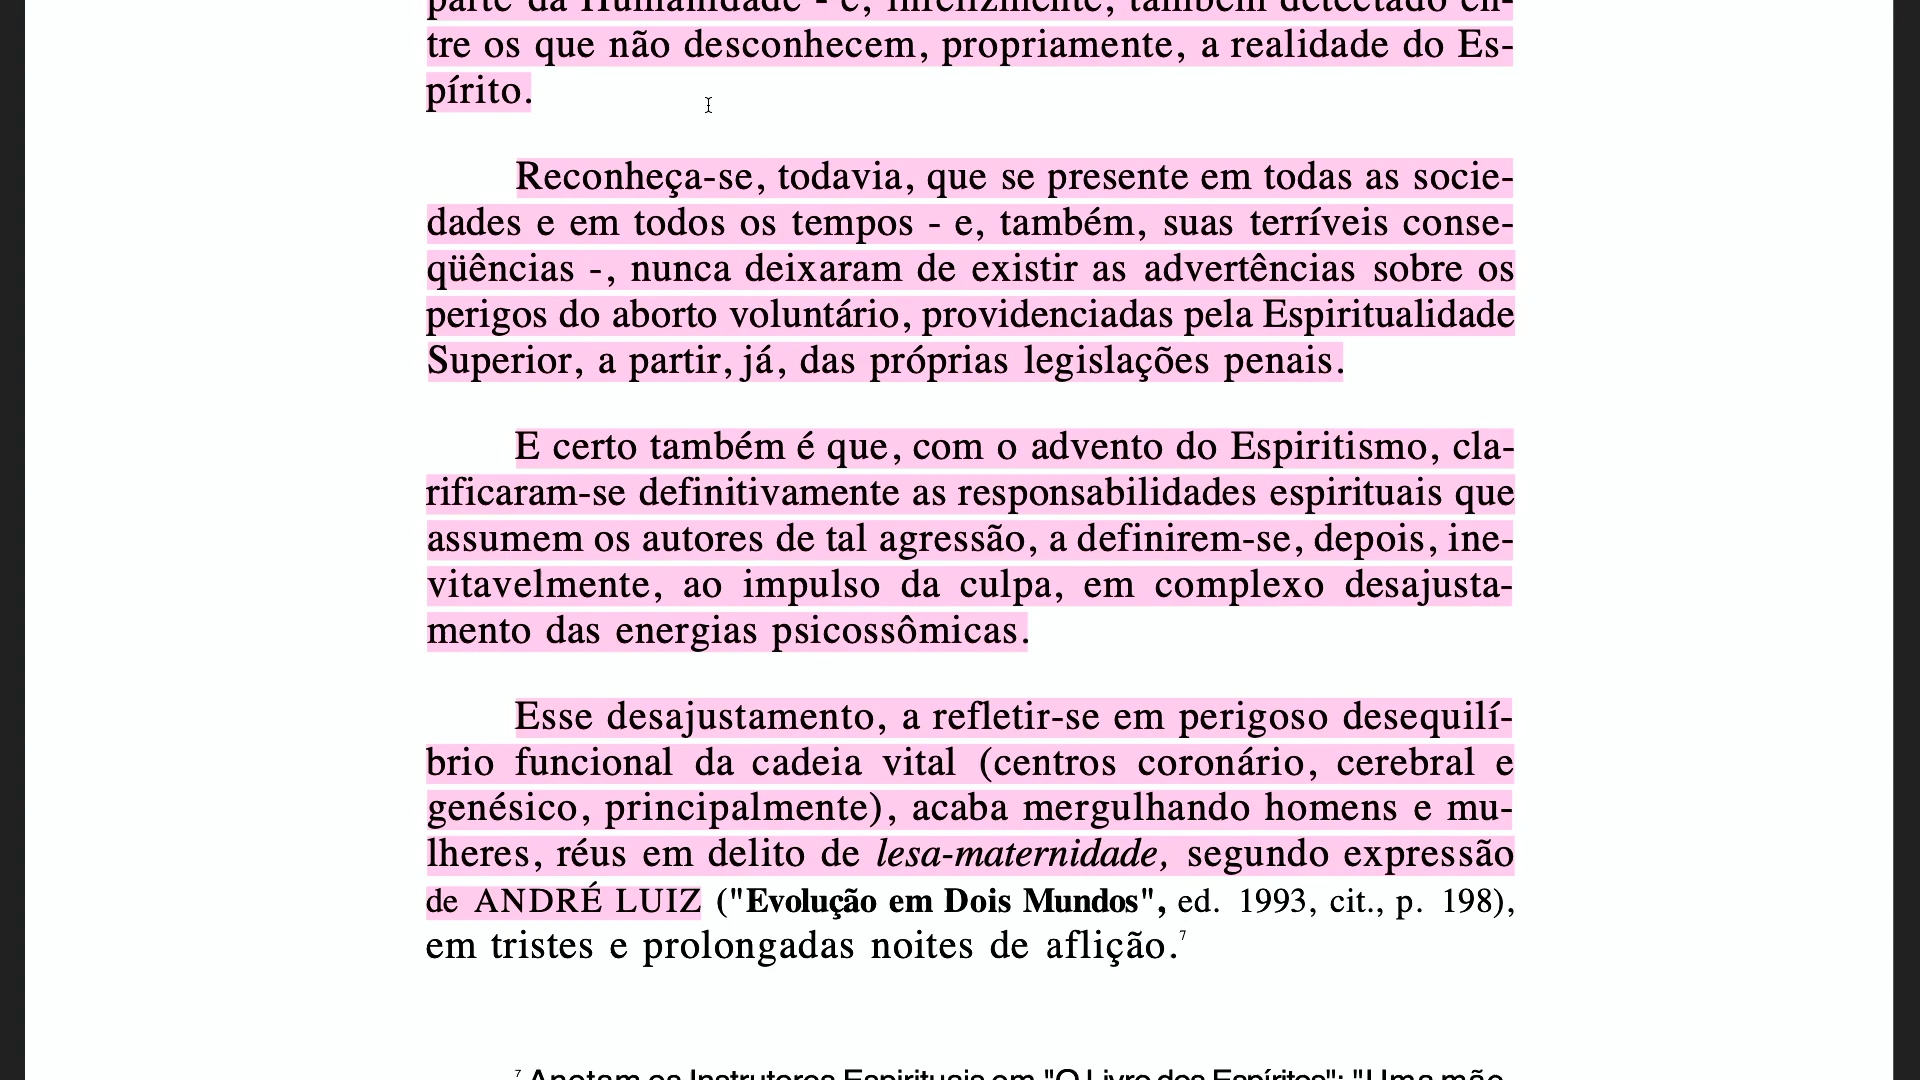 parte da Humanidade - e, infelizmente, também detectado en-
tre os que não desconhecem, propriamente, a realidade do Es-
pírito.
Reconheça-se, todavia, que se presente em todas as socie-
dades e em todos os tempos - e, também, suas terríveis conse-
qüências -, nunca deixaram de existir as advertências sobre os
perigos do aborto voluntário, providenciadas pela Espiritualidade
Superior, a partir, já, das próprias legislações penais.
E certo também é que, com o advento do Espiritismo, cla-
rificaram-se definitivamente as responsabilidades espirituais que
assumem os autores de tal agressão, a definirem-se, depois, ine-
vitavelmente, ao impulso da culpa, em complexo desajusta-
mento das energias psicossômicas.
Esse desajustamento, a refletir-se em perigoso desequilí-
brio funcional da cadeia vital (centros coronário, cerebral e
genésico, principalmente), acaba mergulhando homens e mu-
lheres, réus em delito de lesa-maternidade, segundo expressão
de ANDRÉ LUIZ ("Evolução em Dois Mundos", ed. 1993, cit., p. 198),
em tristes e prolongadas noites de aflição.7
7 Anotam os Instrutores Espirituais em "O Livro dos Espíritos": "Uma mãe,